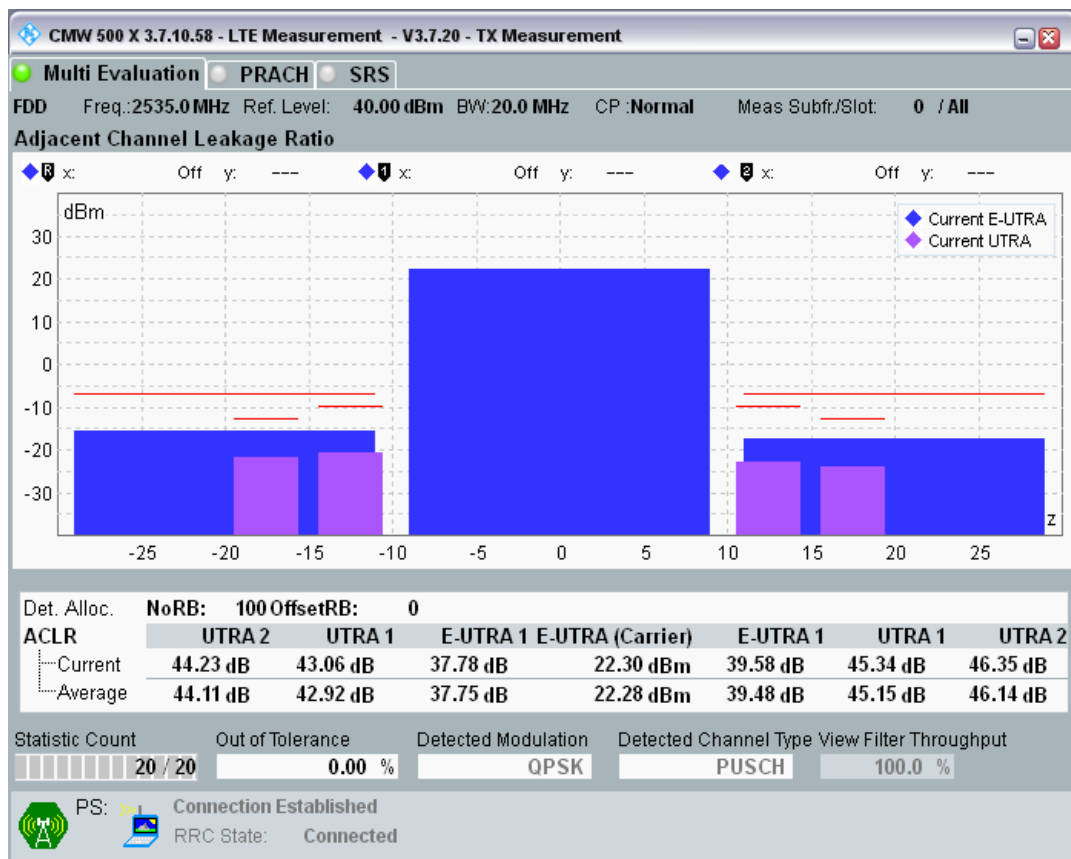 CMW 500 X 3.7.10.58 - LTE Measurement - V3.7.20 - TX Measurement
Multi Evaluation PRACH SRS
FDD Freq.:2535.0 MHz Ref. Level: 40.00 dBm BW:20.0 MHz CP :Normal Meas Subfr./Slot: 0 / All
Adjacent Channel Leakage Ratio
R x: Off y: --- 1 x: Off y: --- 2 x: Off y: ---
dBm
Current E-UTRA
Current UTRA
30
20
10
0
-10
-20
-30
z
-25 -20 -15 -10 -5 0 5 10 15 20 25
Det. Alloc. NoRB: 100 OffsetRB: 0
ACLR UTRA 2 UTRA 1 E-UTRA 1 E-UTRA (Carrier) E-UTRA 1 UTRA 1 UTRA 2
Current 44.23 dB 43.06 dB 37.78 dB 22.30 dBm 39.58 dB 45.34 dB 46.35 dB
Average 44.11 dB 42.92 dB 37.75 dB 22.28 dBm 39.48 dB 45.15 dB 46.14 dB
Statistic Count Out of Tolerance Detected Modulation Detected Channel Type View Filter Throughput
20 / 20 0.00 % QPSK PUSCH 100.0 %
PS: Connection Established
RRC State: Connected